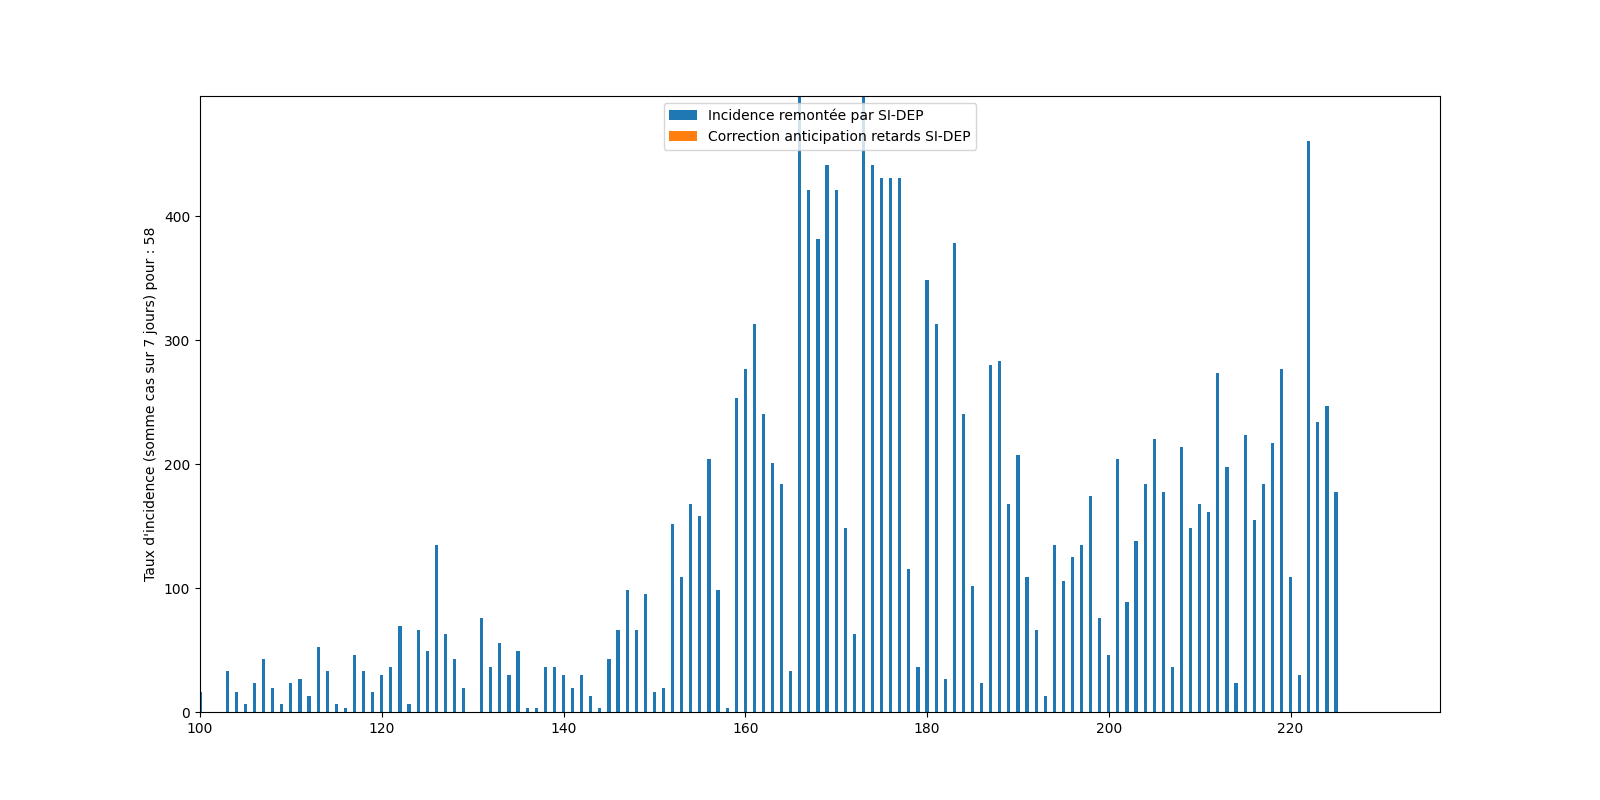 Incidence remontée par SI-DEP
Correction anticipation retards SI-DEP
Taux d'incidence (somme cas sur 7 jours) pour : 58
400
300
200
100
0
100 120 140 160 180 200 220